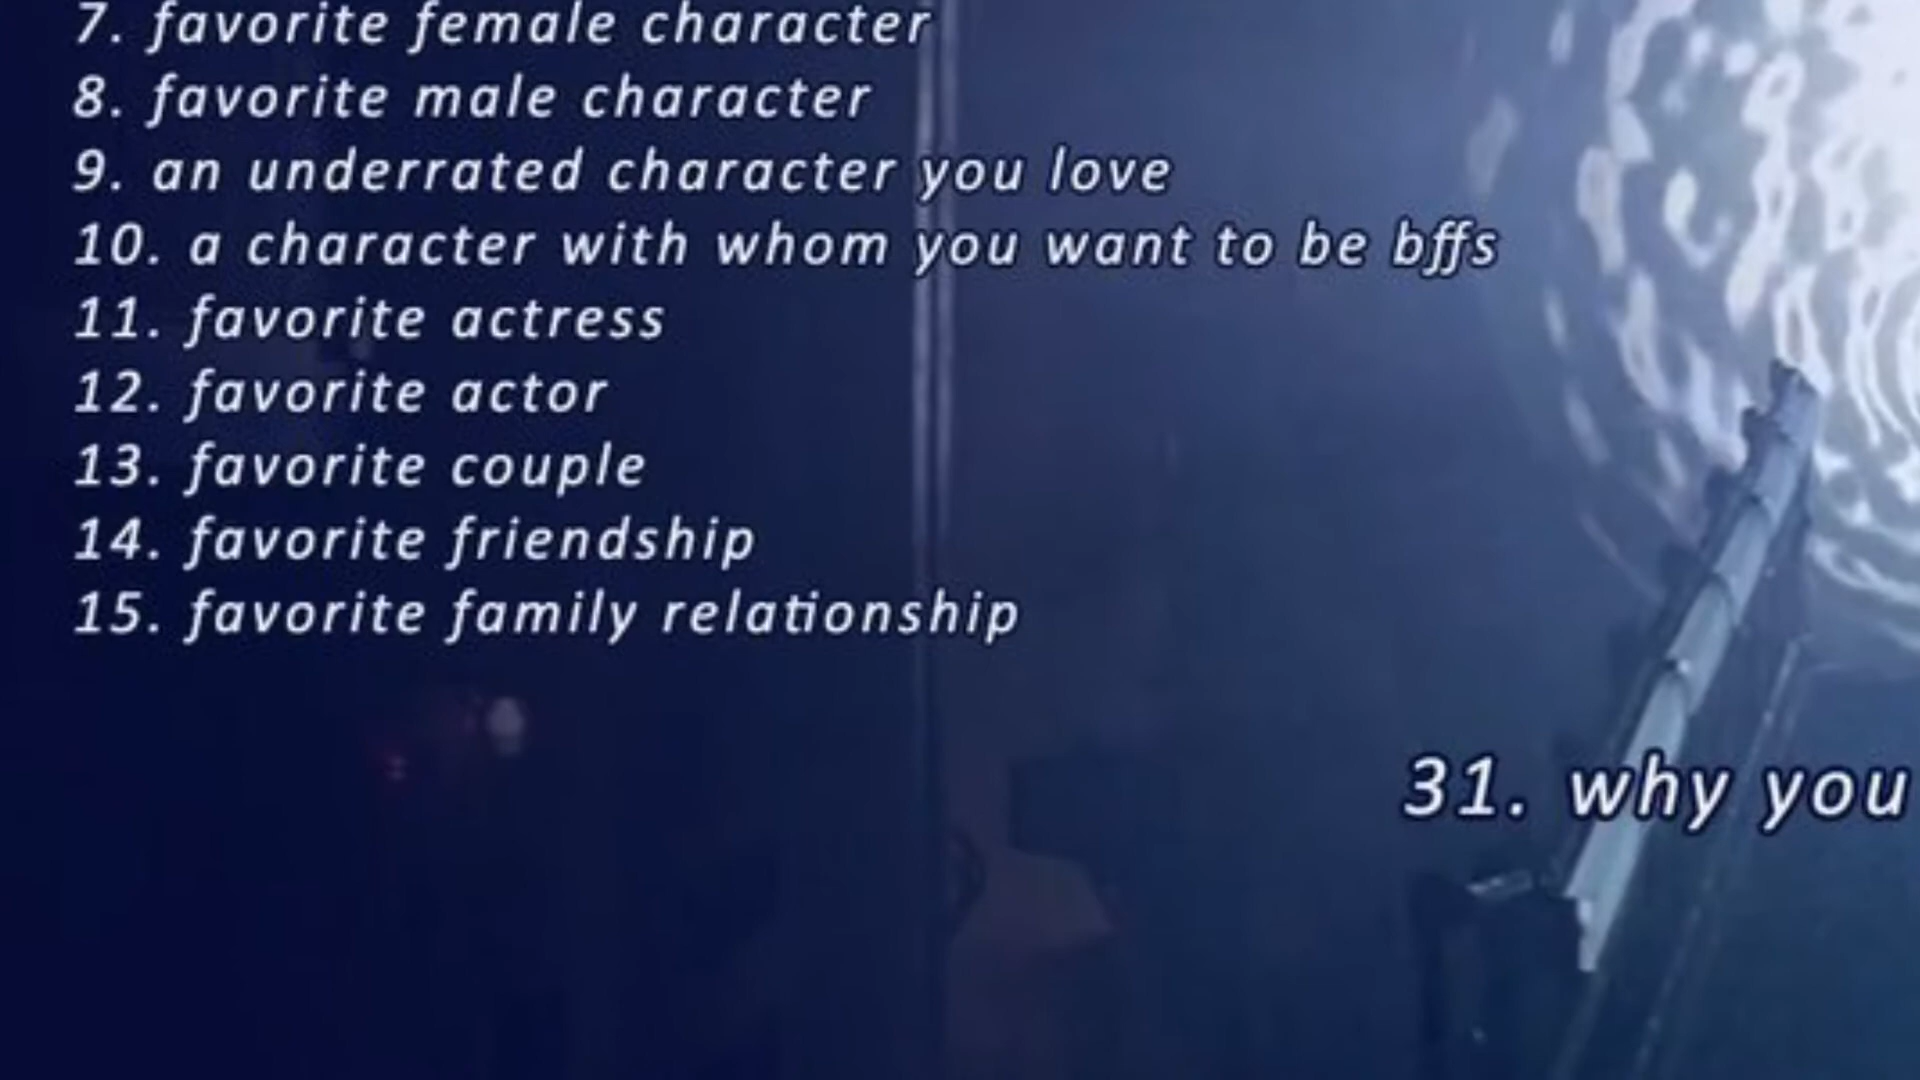 7. favorite female character
8. favorite male character
9. an underrated character you love
10. a character with whom you want to be bffs
11. favorite actress
12. favorite actor
13. favorite couple
14. favorite friendship
15. favorite family relationship
31. why you